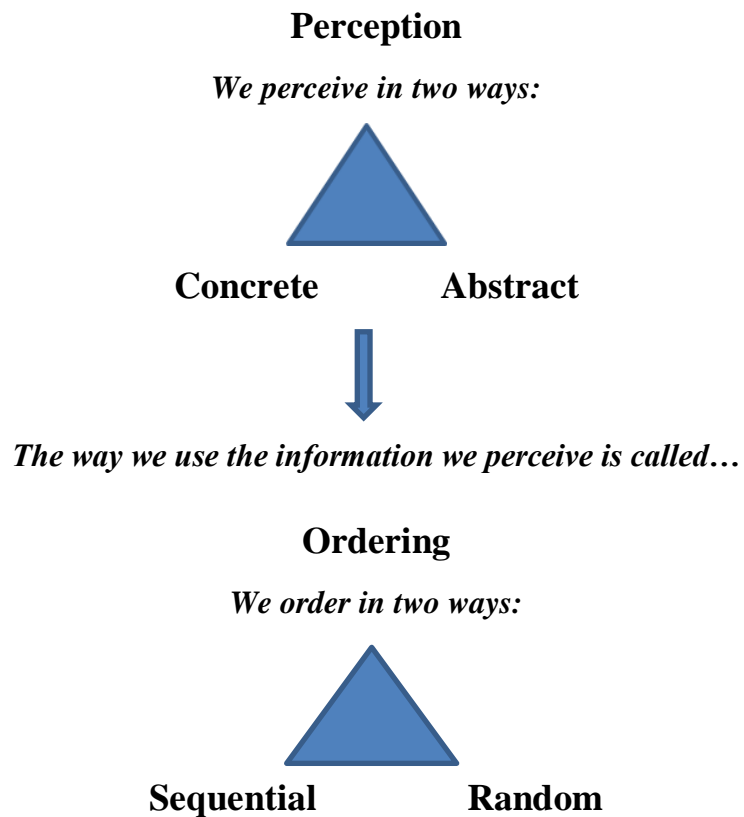 Perception
We perceive in two ways:
Concrete Abstract
The way we use the information we perceive is called…
Ordering
We order in two ways:
Sequential Random